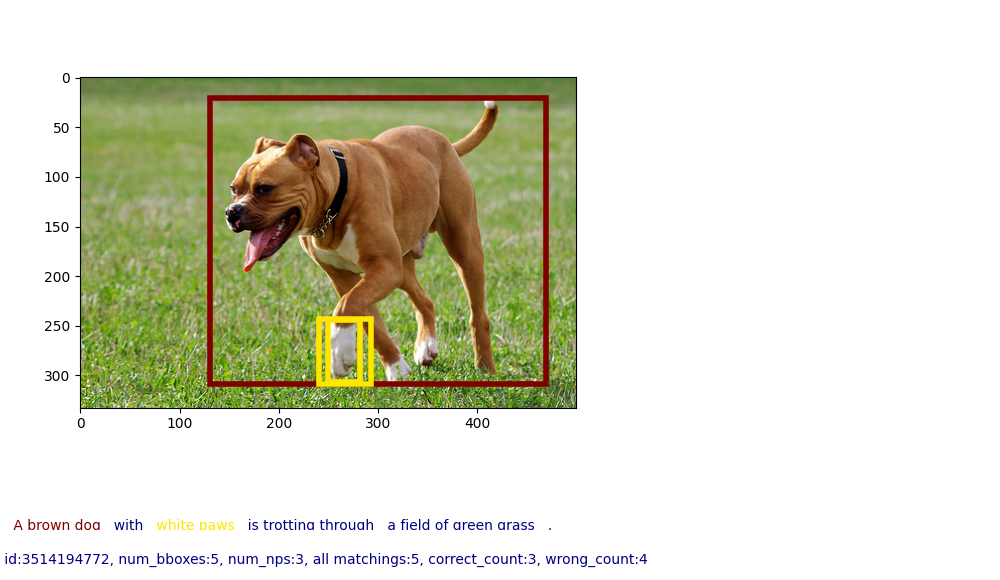 0
50
100
150
200
250
300
0 100 200 300 400
A brown dog with white paws is trotting through a field of green grass .
id:3514194772, num_bboxes:5, num_nps:3, all matchings:5, correct_count:3, wrong_count:4